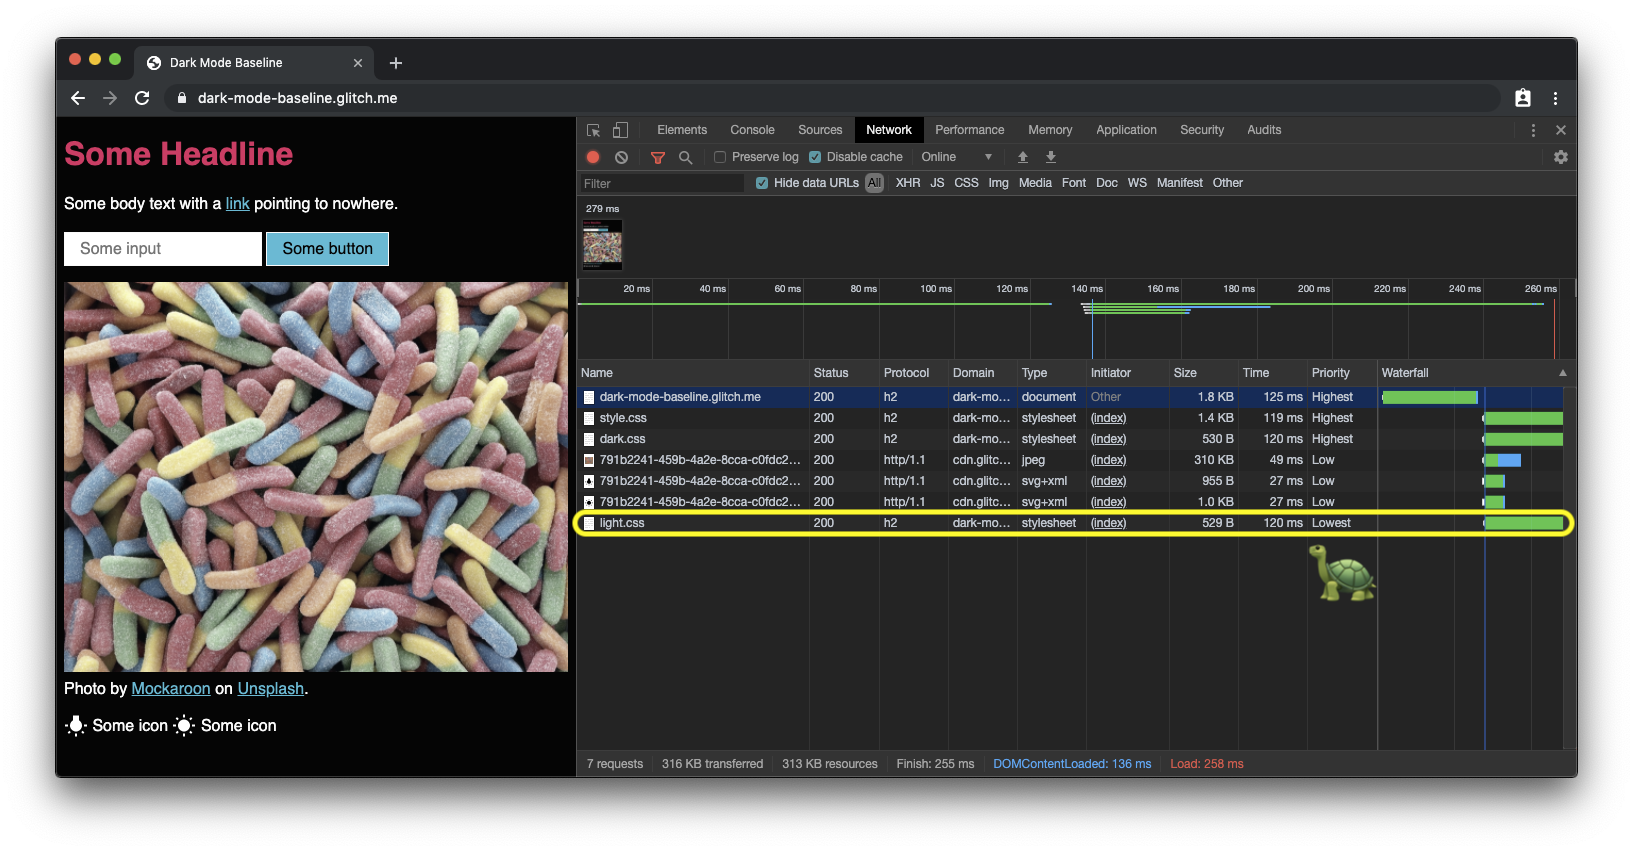 Dark Mode Baseline
dark-mode-baseline.glitch.me
Some Headline
Some body text with a link pointing to nowhere.
Some input Some button
Photo by Mockaroon on Unsplash.
Some icon Some icon
Elements Console Sources Network Performance Memory Application Security Audits
Preserve log Disable cache Online
Filter Hide data URLs All XHR JS CSS Img Media Font Doc WS Manifest Other
279 ms
20 ms 40 ms 60 ms 80 ms 100 ms 120 ms 140 ms 160 ms 180 ms 200 ms 220 ms 240 ms 260 ms
Name Status Protocol Domain Type Initiator Size Time Priority Waterfall
dark-mode-baseline.glitch.me 200 h2 dark-mo... document Other 1.8 KB 125 ms Highest
style.css 200 h2 dark-mo... stylesheet (index) 1.4 KB 119 ms Highest
dark.css 200 h2 dark-mo... stylesheet (index) 530 B 120 ms Highest
791b2241-459b-4a2e-8cca-c0fdc2... 200 http/1.1 cdn.glitc... jpeg (index) 310 KB 49 ms Low
791b2241-459b-4a2e-8cca-c0fdc2... 200 http/1.1 cdn.glitc... svg+xml (index) 955 B 27 ms Low
791b2241-459b-4a2e-8cca-c0fdc2... 200 http/1.1 cdn.glitc... svg+xml (index) 1.0 KB 27 ms Low
light.css 200 h2 dark-mo... stylesheet (index) 529 B 120 ms Lowest
7 requests 316 KB transferred 313 KB resources Finish: 255 ms DOMContentLoaded: 136 ms Load: 258 ms